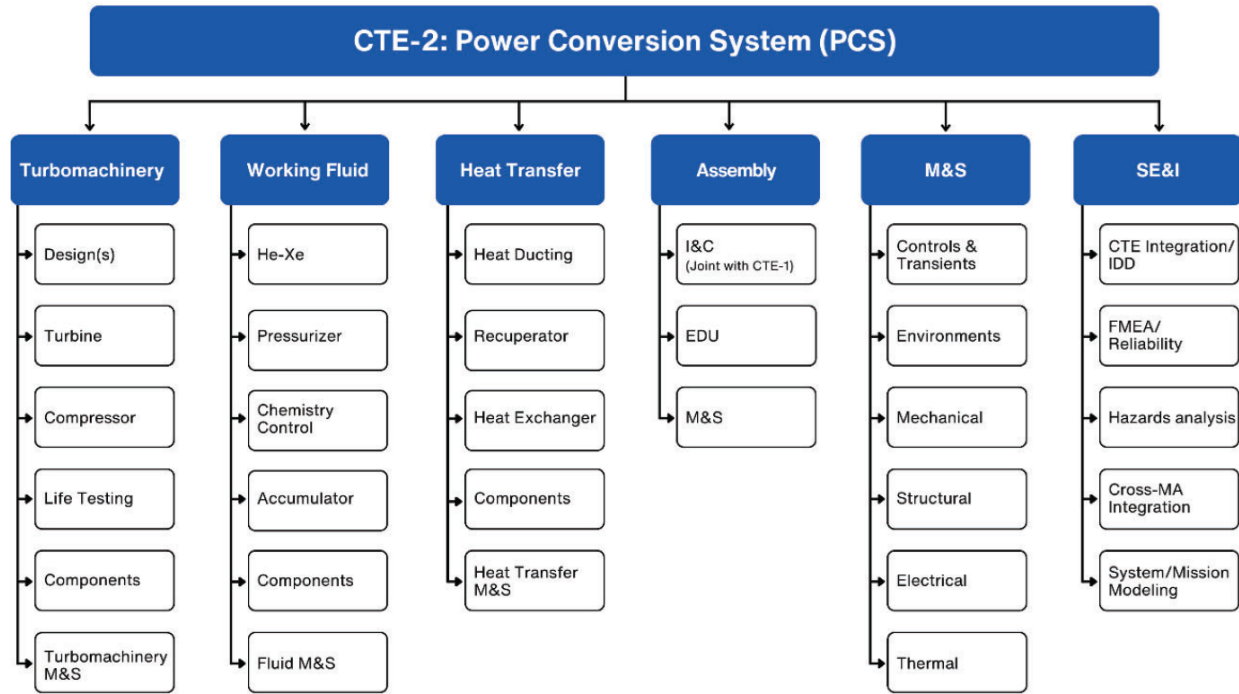 CTE-2: Power Conversion System (PCS)
Turbomachinery
Design(s)
Turbine
Compressor
Life Testing
Components
Turbomachinery
M&S
Working Fluid
He-Xe
Pressurizer
Chemistry
Control
Accumulator
Components
Fluid M&S
Heat Transfer
Heat Ducting
Recuperator
Heat Exchanger
Components
Heat Transfer
M&S
Assembly
I&C
(Joint with CTE-1)
EDU
M&S
M&S
Controls &
Transients
Environments
Mechanical
Structural
Electrical
Thermal
SE&I
CTE Integration/
IDD
FMEA/
Reliability
Hazards analysis
Cross-MA
Integration
System/Mission
Modeling